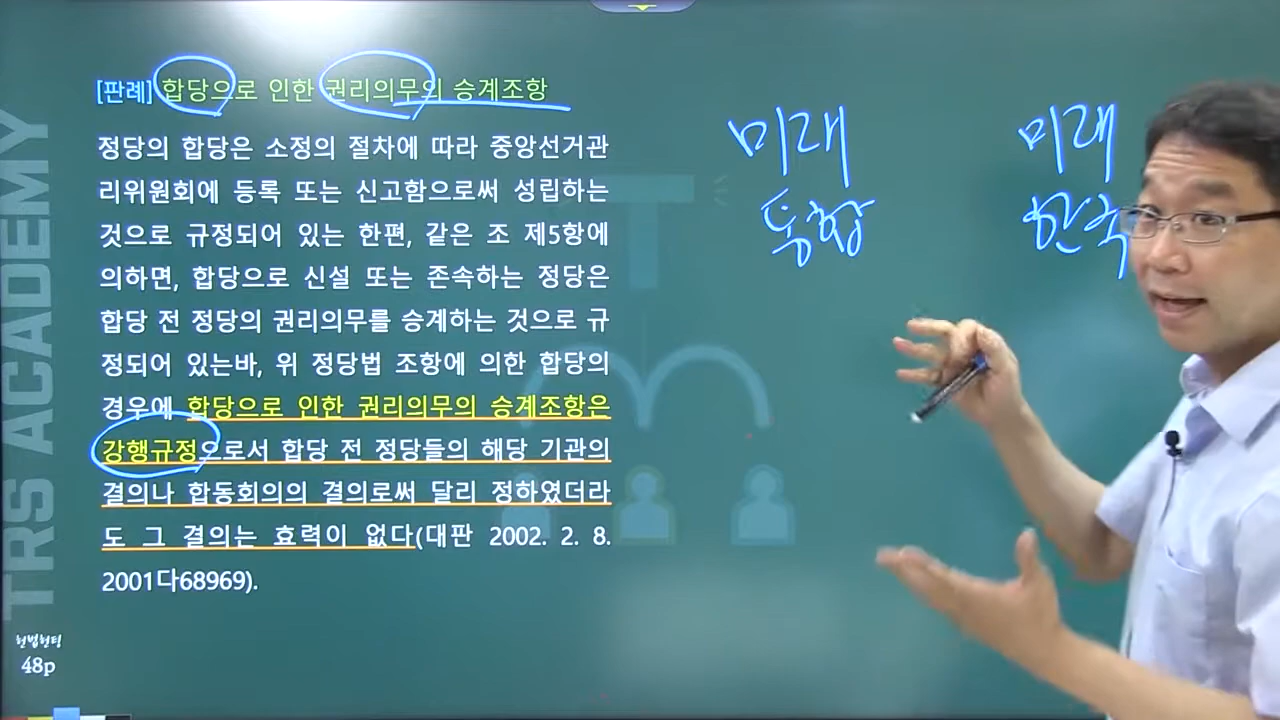 [판례] 합당으로 인한 권리의무의 승계조항
정당의 합당은 소정의 절차에 따라 중앙선거관
리위원회에 등록 또는 신고함으로써 성립하는
것으로 규정되어 있는 한편, 같은 조 제5항에
의하면, 합당으로 신설 또는 존속하는 정당은
합당 전 정당의 권리의무를 승계하는 것으로 규
정되어 있는바, 위 정당법 조항에 의한 합당의
경우에 합당으로 인한 권리의무의 승계조항은
강행규정으로서 합당 전 정당들의 해당 기관의
결의나 합동회의의 결의로써 달리 정하였더라
도 그 결의는 효력이 없다(대판 2002. 2. 8.
2001다68969).
미래
통합
미래
한국
TRS ACADEMY
헌법헌팅
48p